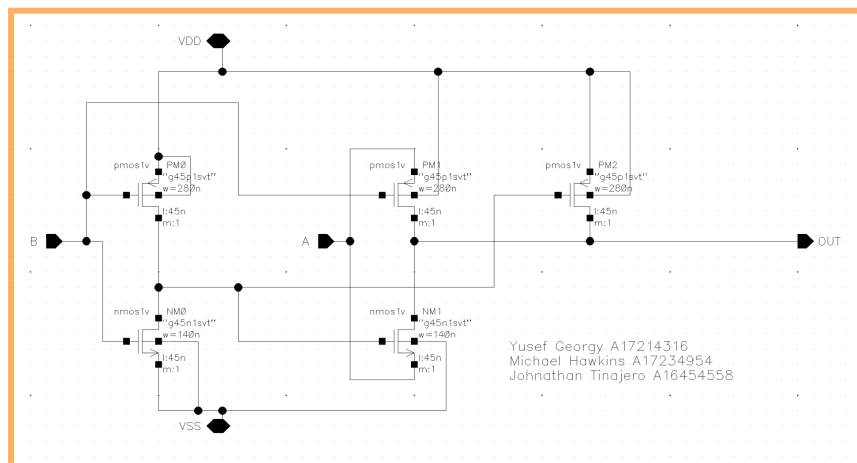 VDD
pmos1v PM0
"g45p1svt"
w=280n
l:45n
m:1
pmos1v PM1
"g45p1svt"
w=280n
l:45n
m:1
pmos1v PM2
"g45p1svt"
w=280n
l:45n
m:1
B
A
OUT
nmos1v NM0
"g45n1svt"
w=140n
l:45n
m:1
nmos1v NM1
"g45n1svt"
w=140n
l:45n
m:1
Yusef Georgy A17214316
Michael Hawkins A17234954
Johnathan Tinajero A16454558
VSS